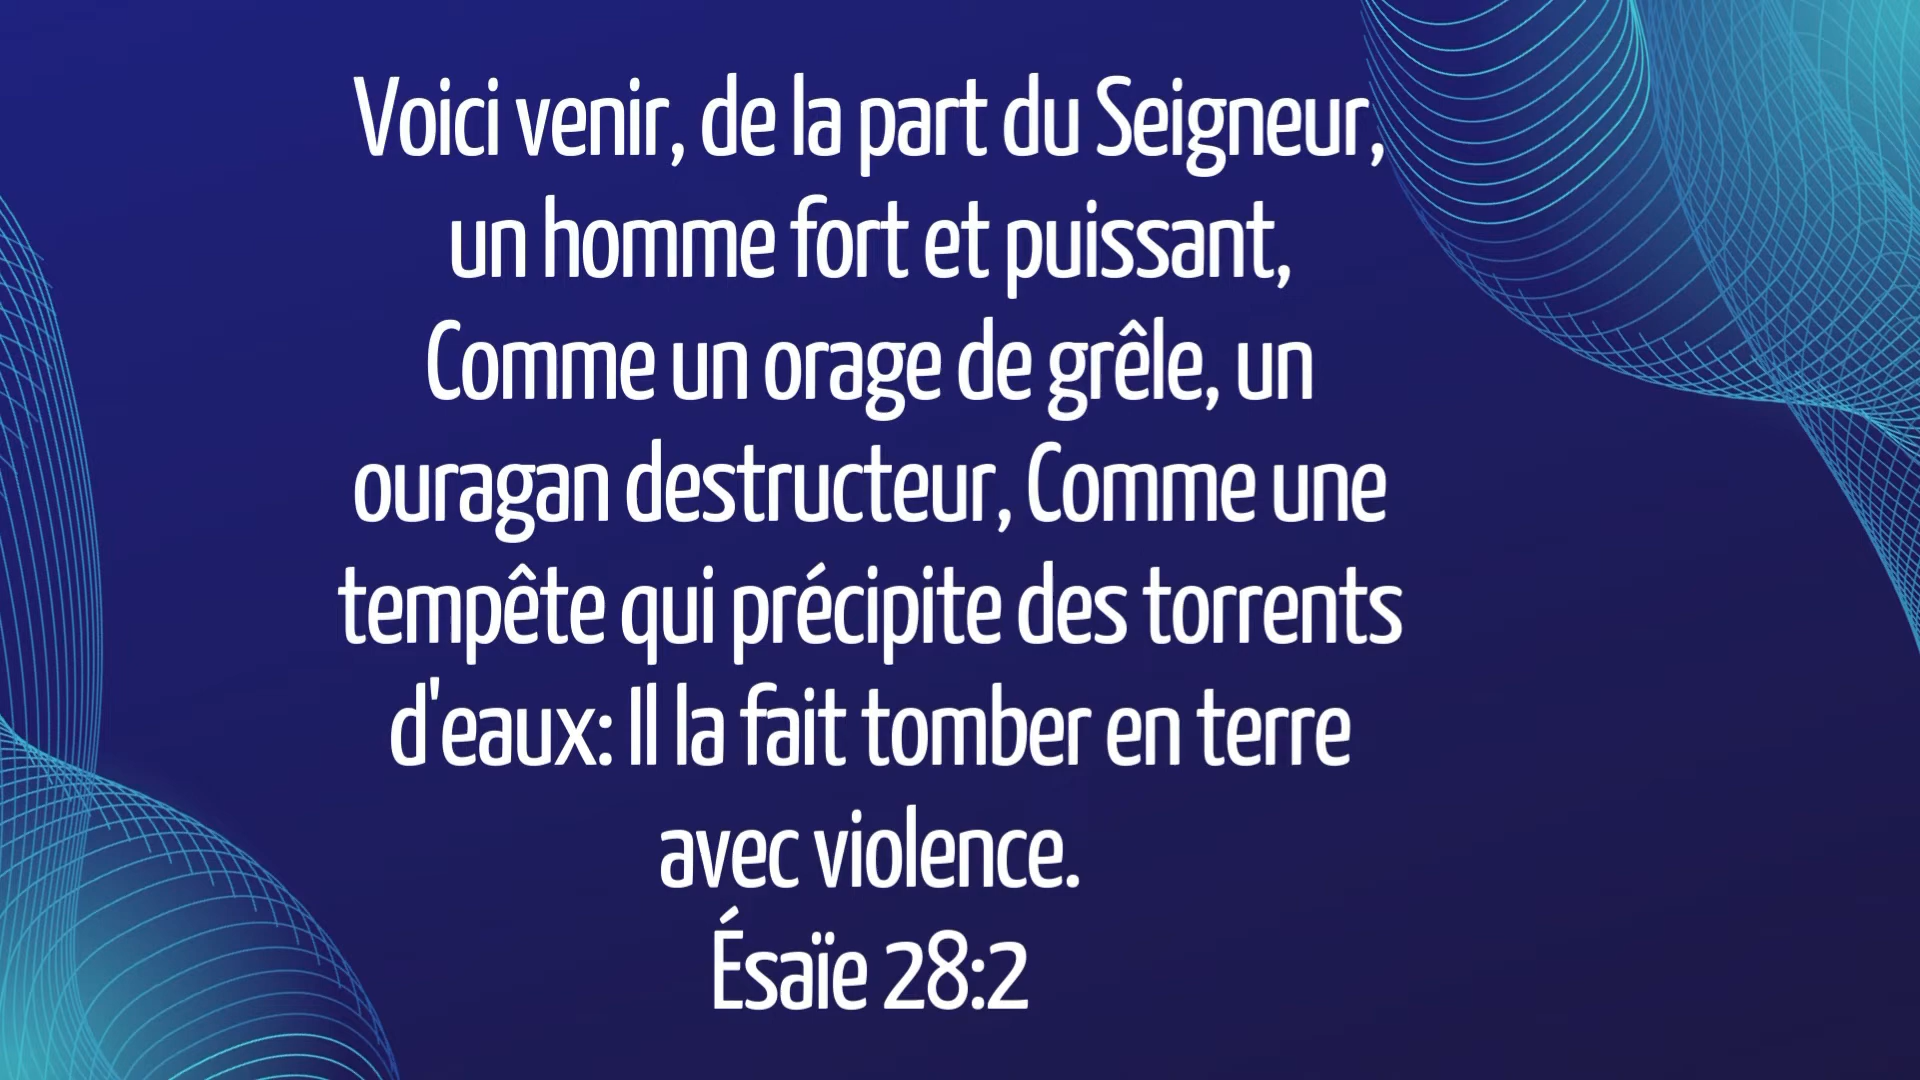 Voici venir, de la part du Seigneur,
un homme fort et puissant,
Comme un orage de grêle, un
ouragan destructeur, Comme une
tempête qui précipite des torrents
d'eaux: Il la fait tomber en terre
avec violence.
Ésaïe 28:2